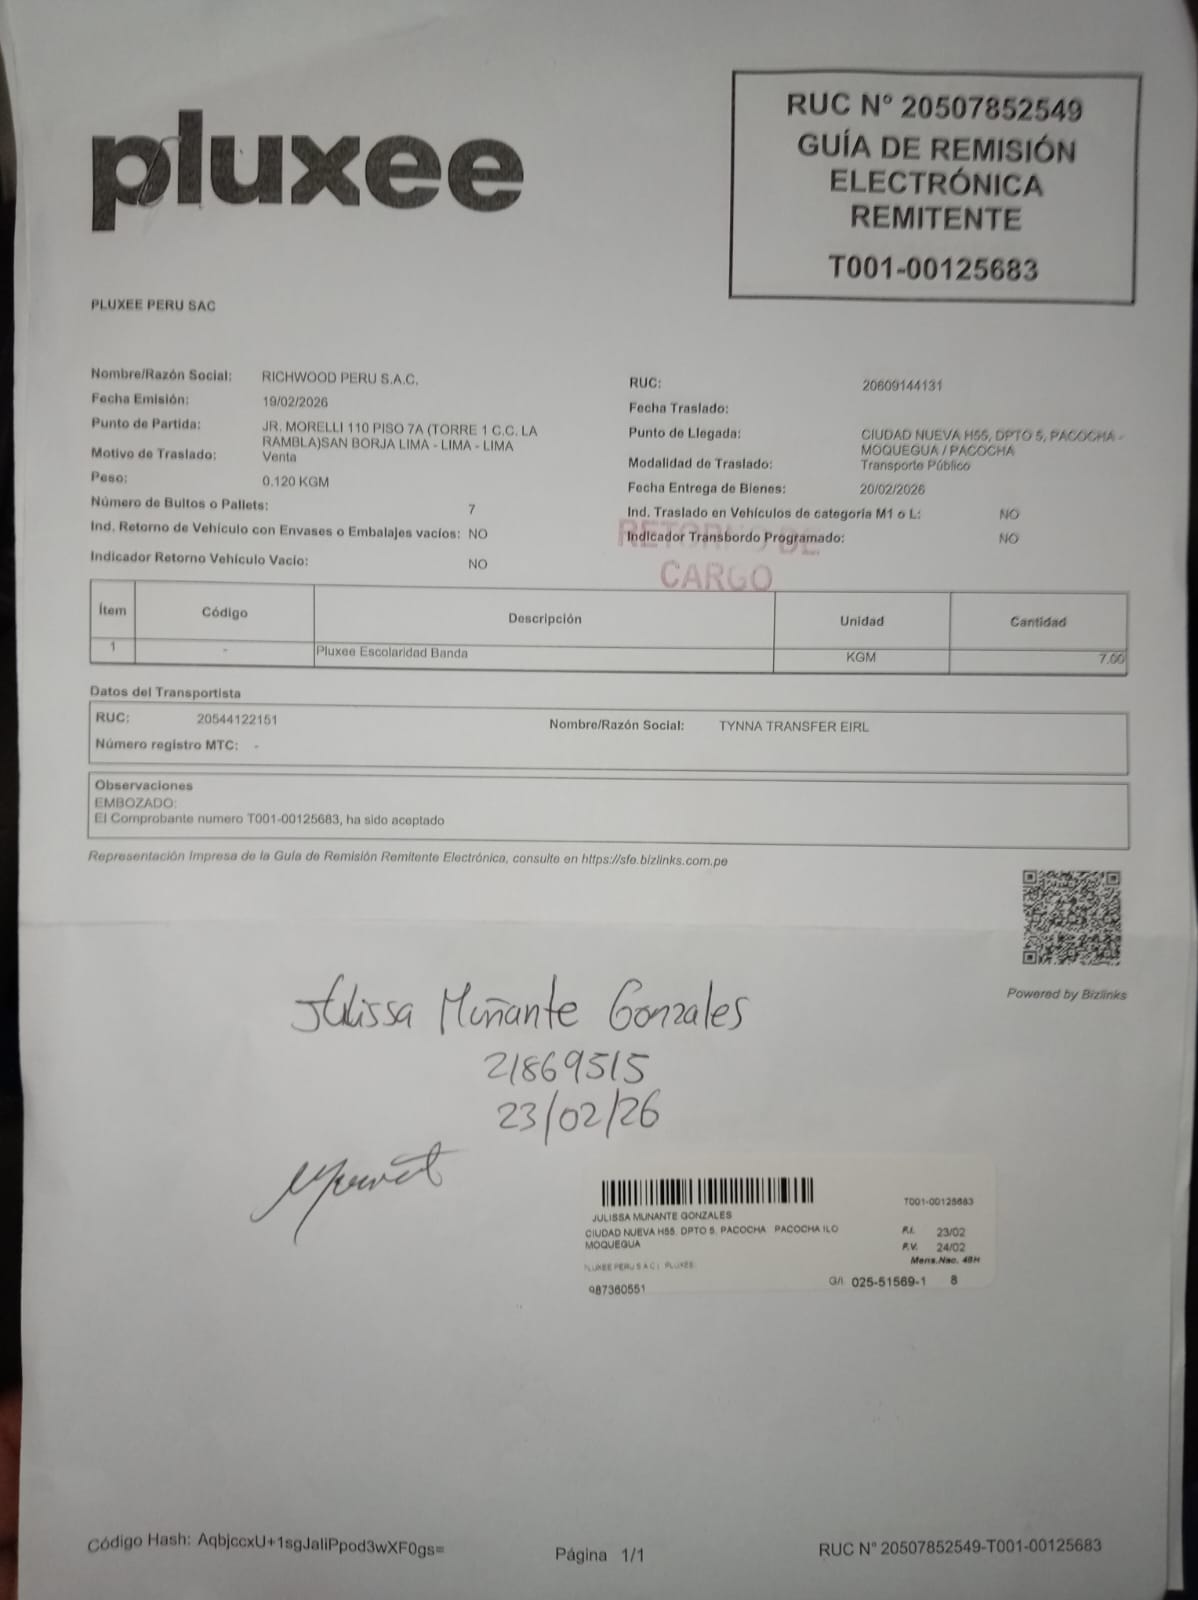 pluxee
RUC Nº 20507852549
GUÍA DE REMISIÓN
ELECTRÓNICA
REMITENTE
T001-00125683
PLUXEE PERU SAC
Nombre/Razón Social: RICHWOOD PERU S.A.C.
Fecha Emisión: 19/02/2026
Punto de Partida: JR. MORELLI 110 PISO 7A (TORRE 1 C.C. LA
RAMBLA)SAN BORJA LIMA - LIMA - LIMA
Motivo de Traslado: Venta
Peso: 0.120 KGM
Número de Bultos o Pallets: 7
Ind. Retorno de Vehículo con Envases o Embalajes vacíos: NO
Indicador Retorno Vehículo Vacío: NO
RUC: 20609144131
Fecha Traslado:
Punto de Llegada: CIUDAD NUEVA H55, DPTO 5, PACOCHA -
MOQUEGUA / PACOCHA
Modalidad de Traslado: Transporte Público
Fecha Entrega de Bienes: 20/02/2026
Ind. Traslado en Vehículos de categoría M1 o L: NO
Indicador Transbordo Programado: NO
RETORNO DE
CARGO
Ítem Código Descripción Unidad Cantidad
1 - Pluxee Escolaridad Banda KGM 7.00
Datos del Transportista
RUC: 20544122151 Nombre/Razón Social: TYNNA TRANSFER EIRL
Número registro MTC: -
Observaciones
EMBOZADO:
El Comprobante numero T001-00125683, ha sido aceptado
Representación Impresa de la Guía de Remisión Remitente Electrónica, consulte en https://sfe.bizlinks.com.pe
Powered by Bizlinks
Julissa Muñante Gonzales
21869515
23/02/26
JULISSA MUNANTE GONZALES
CIUDAD NUEVA H55, DPTO 5, PACOCHA PACOCHA ILO
MOQUEGUA
PLUXEE PERU S A C | PLUXEE
987360551
T001-00125683
F.I. 23/02
F.V. 24/02
Mens.Nac. 48H
G/I. 025-51569-1 8
Código Hash: AqbjccxU+1sgJaliPpod3wXF0gs=
Página 1/1
RUC Nº 20507852549-T001-00125683